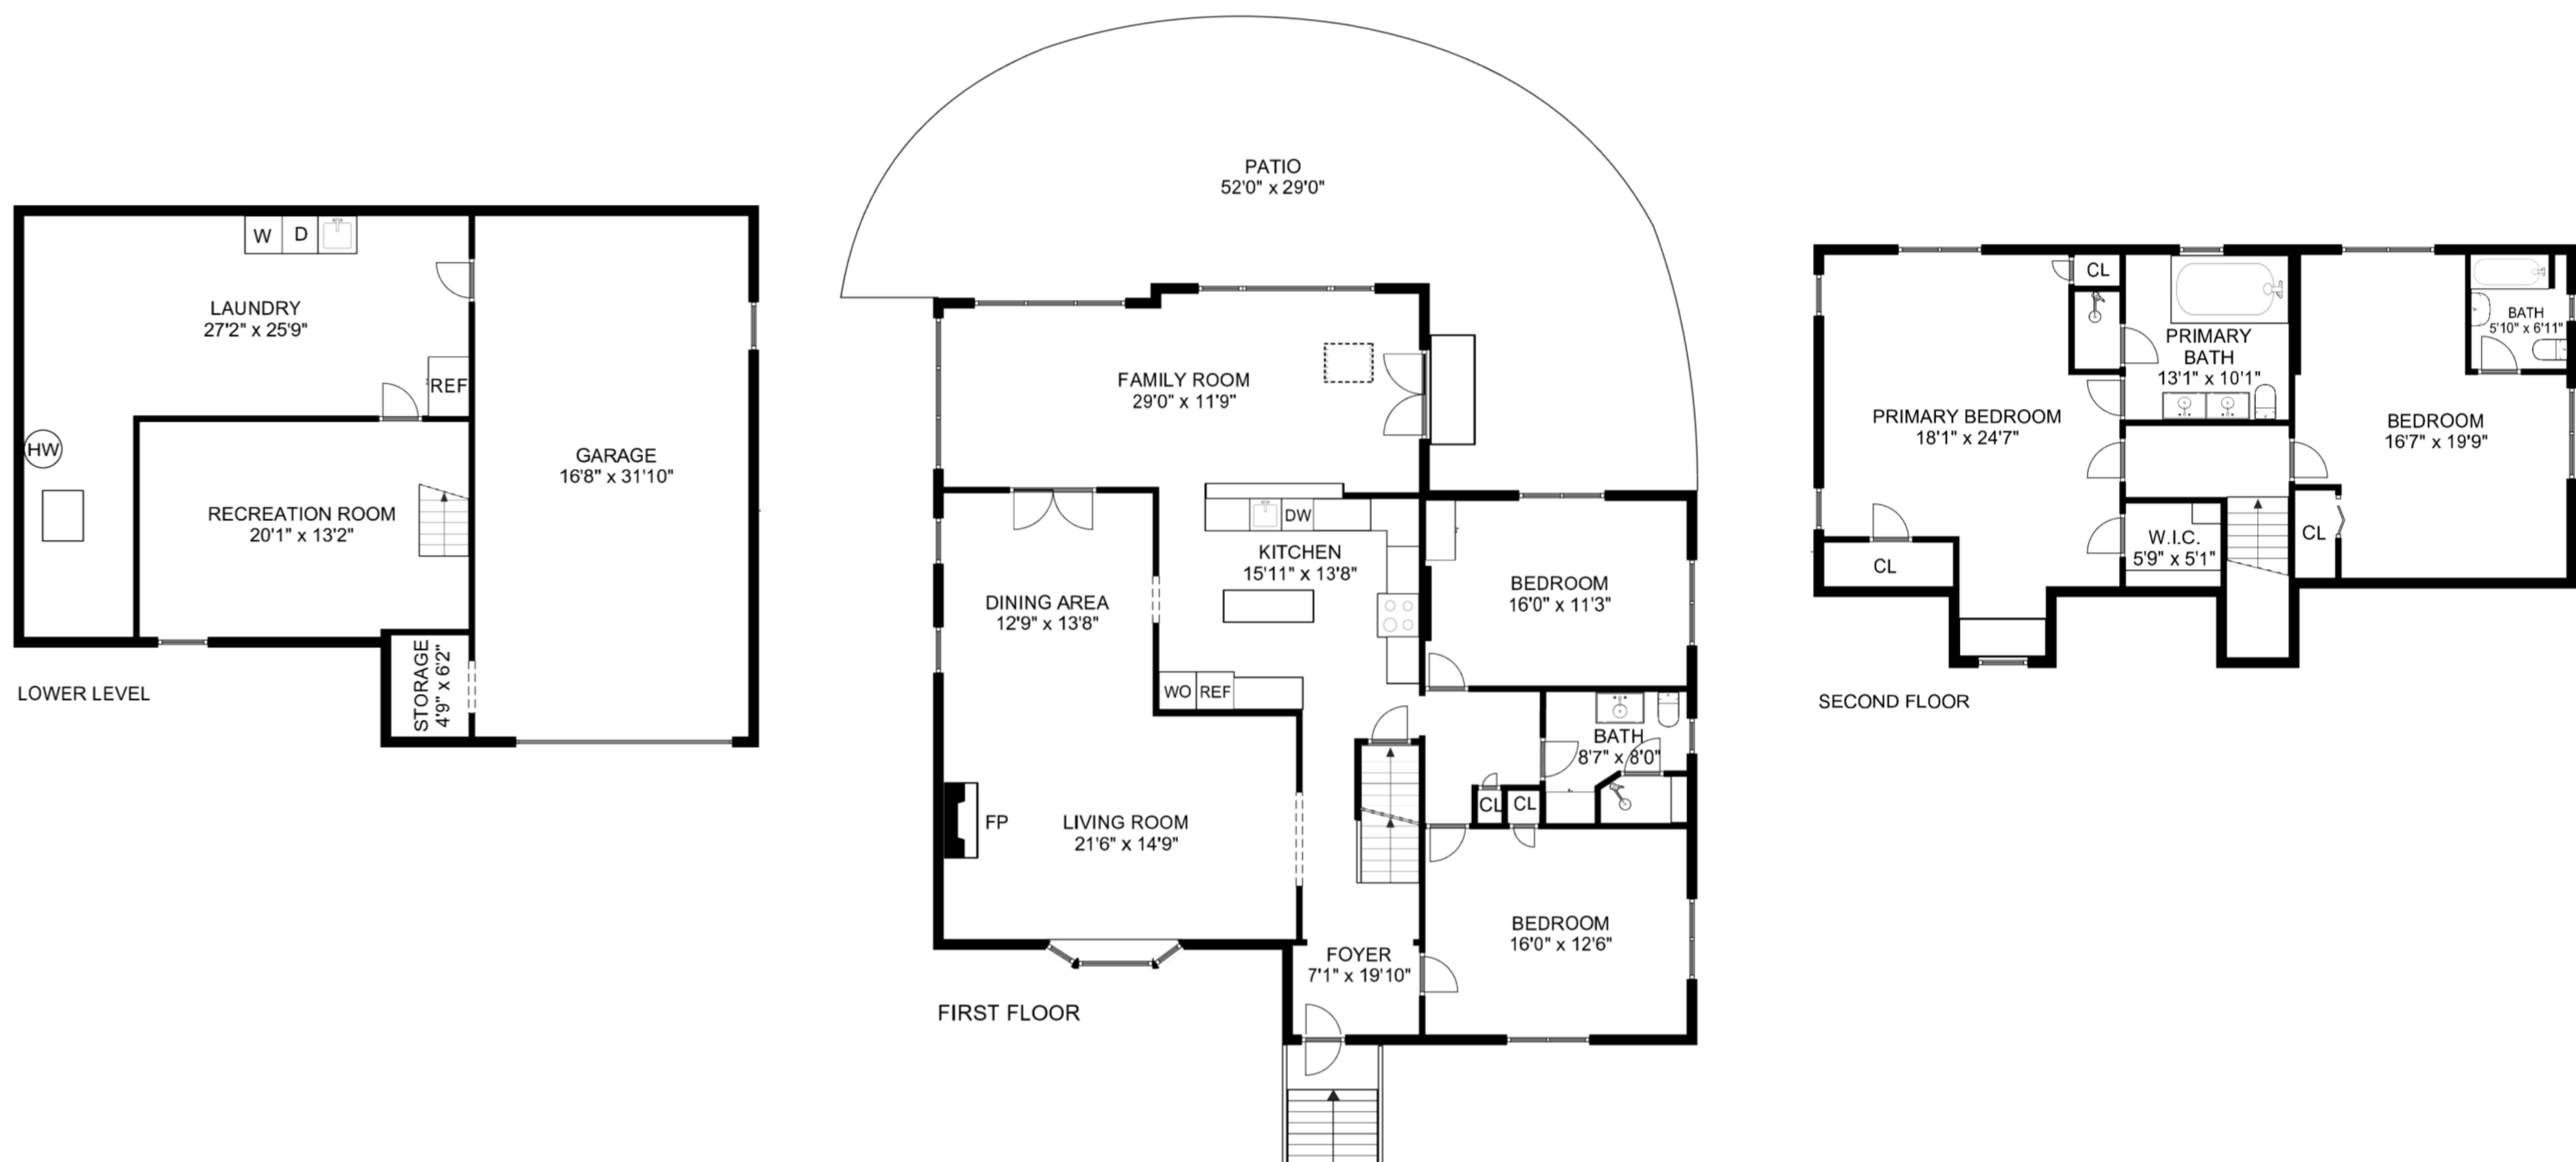 W
D
LAUNDRY
27'2" x 25'9"
REF
HW
GARAGE
16'8" x 31'10"
RECREATION ROOM
20'1" x 13'2"
STORAGE
4'9" x 6'2"
LOWER LEVEL
PATIO
52'0" x 29'0"
FAMILY ROOM
29'0" x 11'9"
DW
KITCHEN
15'11" x 13'8"
DINING AREA
12'9" x 13'8"
BEDROOM
16'0" x 11'3"
WO
REF
BATH
8'7" x 8'0"
CL
CL
FP
LIVING ROOM
21'6" x 14'9"
BEDROOM
16'0" x 12'6"
FOYER
7'1" x 19'10"
FIRST FLOOR
CL
PRIMARY
BATH
13'1" x 10'1"
BATH
5'10" x 6'11"
PRIMARY BEDROOM
18'1" x 24'7"
BEDROOM
16'7" x 19'9"
CL
W.I.C.
5'9" x 5'1"
CL
SECOND FLOOR